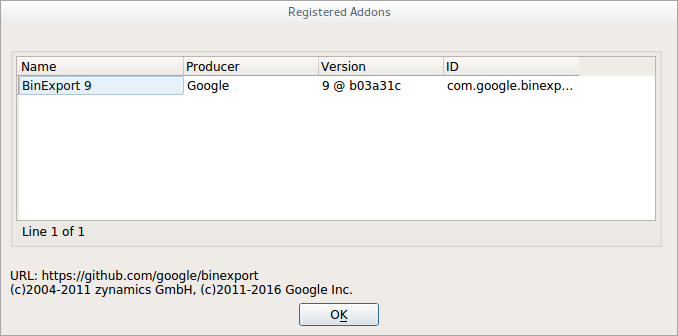 Registered Addons
Name Producer Version ID
BinExport 9 Google 9 @ b03a31c com.google.binexp...
Line 1 of 1
URL: https://github.com/google/binexport
(c)2004-2011 zynamics GmbH, (c)2011-2016 Google Inc.
OK